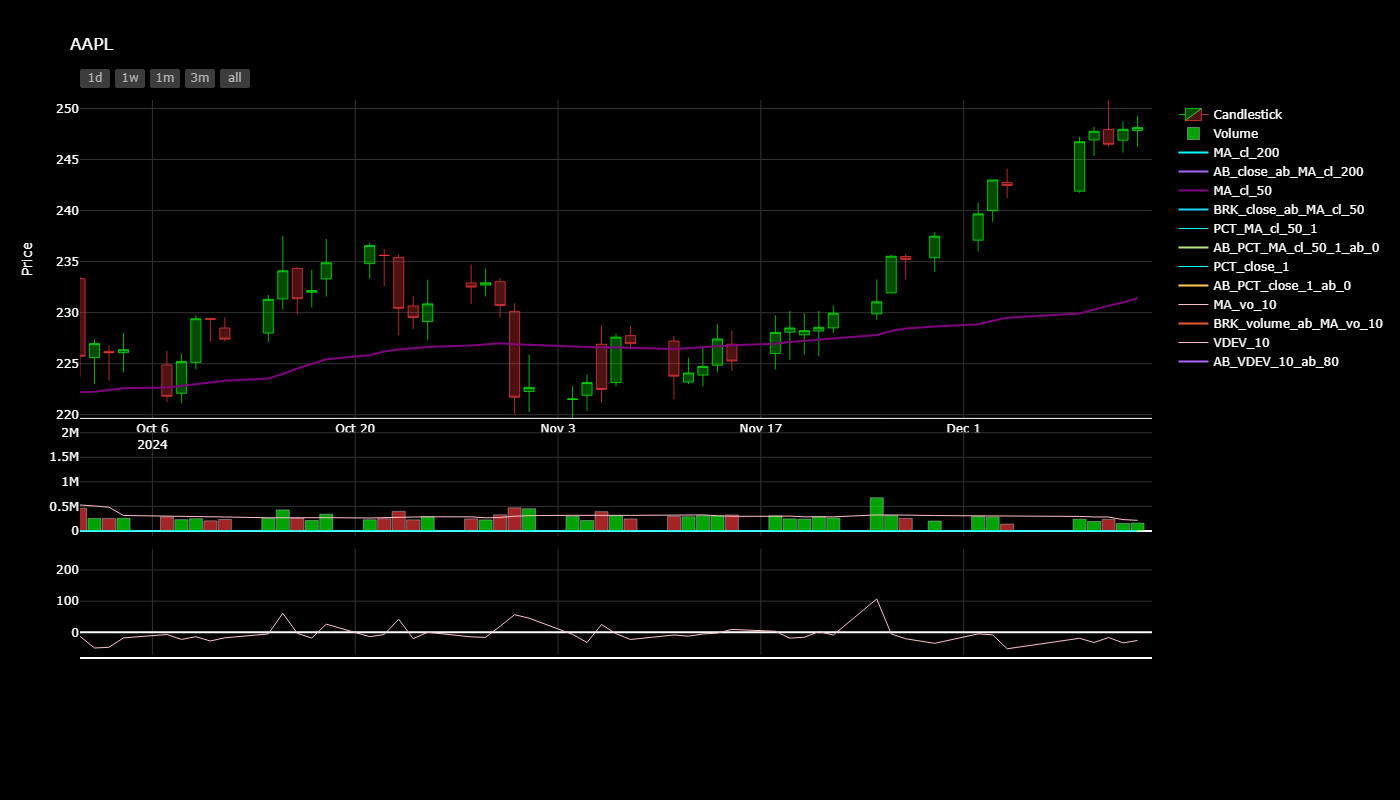 AAPL
1d 1w 1m 3m all
Price
250
245
240
235
230
225
220
Oct 6 Oct 20 Nov 3 Nov 17 Dec 1
2024
2M
1.5M
1M
0.5M
0
200
100
0
Candlestick
Volume
MA_cl_200
AB_close_ab_MA_cl_200
MA_cl_50
BRK_close_ab_MA_cl_50
PCT_MA_cl_50_1
AB_PCT_MA_cl_50_1_ab_0
PCT_close_1
AB_PCT_close_1_ab_0
MA_vo_10
BRK_volume_ab_MA_vo_10
VDEV_10
AB_VDEV_10_ab_80